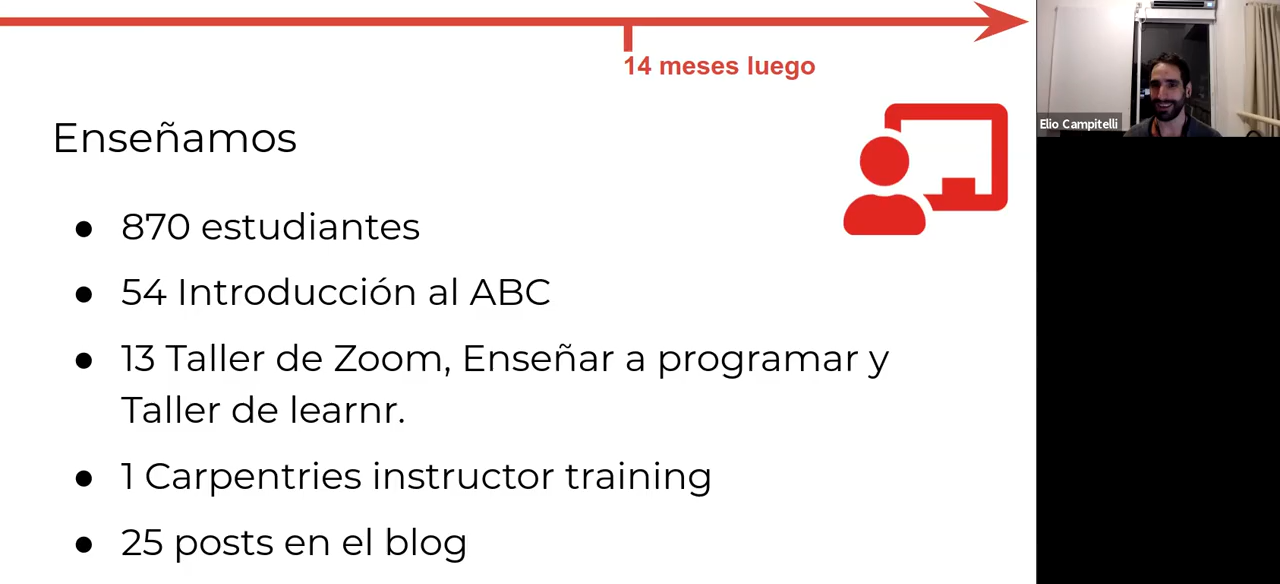 14 meses luego
Elio Campitelli
Enseñamos
● 870 estudiantes
● 54 Introducción al ABC
● 13 Taller de Zoom, Enseñar a programar y
Taller de learnr.
● 1 Carpentries instructor training
● 25 posts en el blog